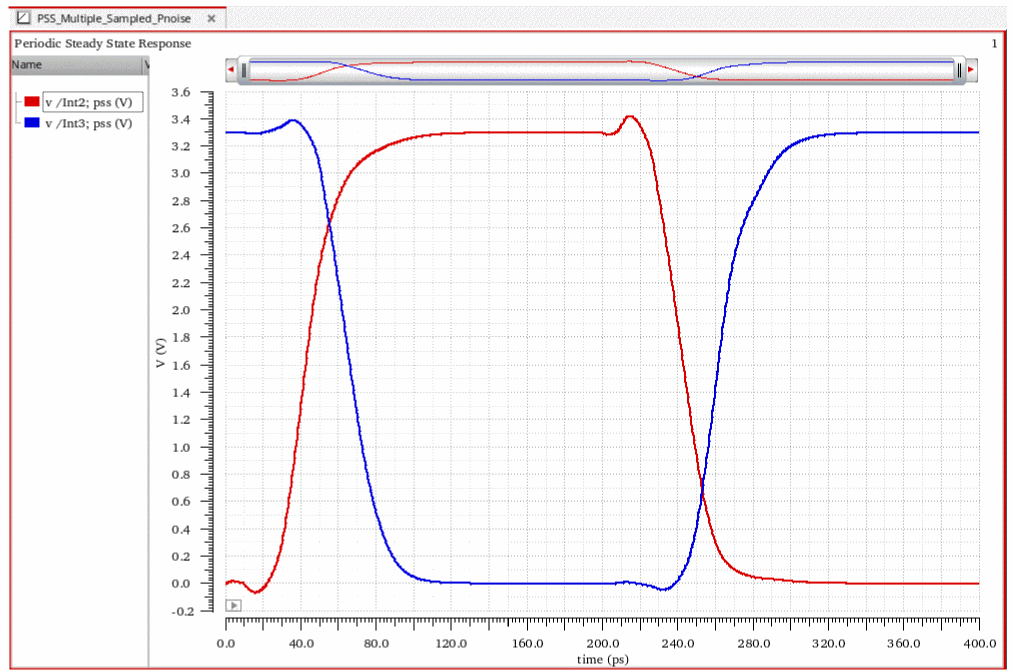 PSS_Multiple_Sampled_Pnoise
Periodic Steady State Response
1
Name
V
v /Int2; pss (V)
v /Int3; pss (V)
3.6
3.4
3.2
3.0
2.8
2.6
2.4
2.2
2.0
1.8
1.6
1.4
1.2
1.0
0.8
0.6
0.4
0.2
0.0
-0.2
V (V)
0.0 40.0 80.0 120.0 160.0 200.0 240.0 280.0 320.0 360.0 400.0
time (ps)